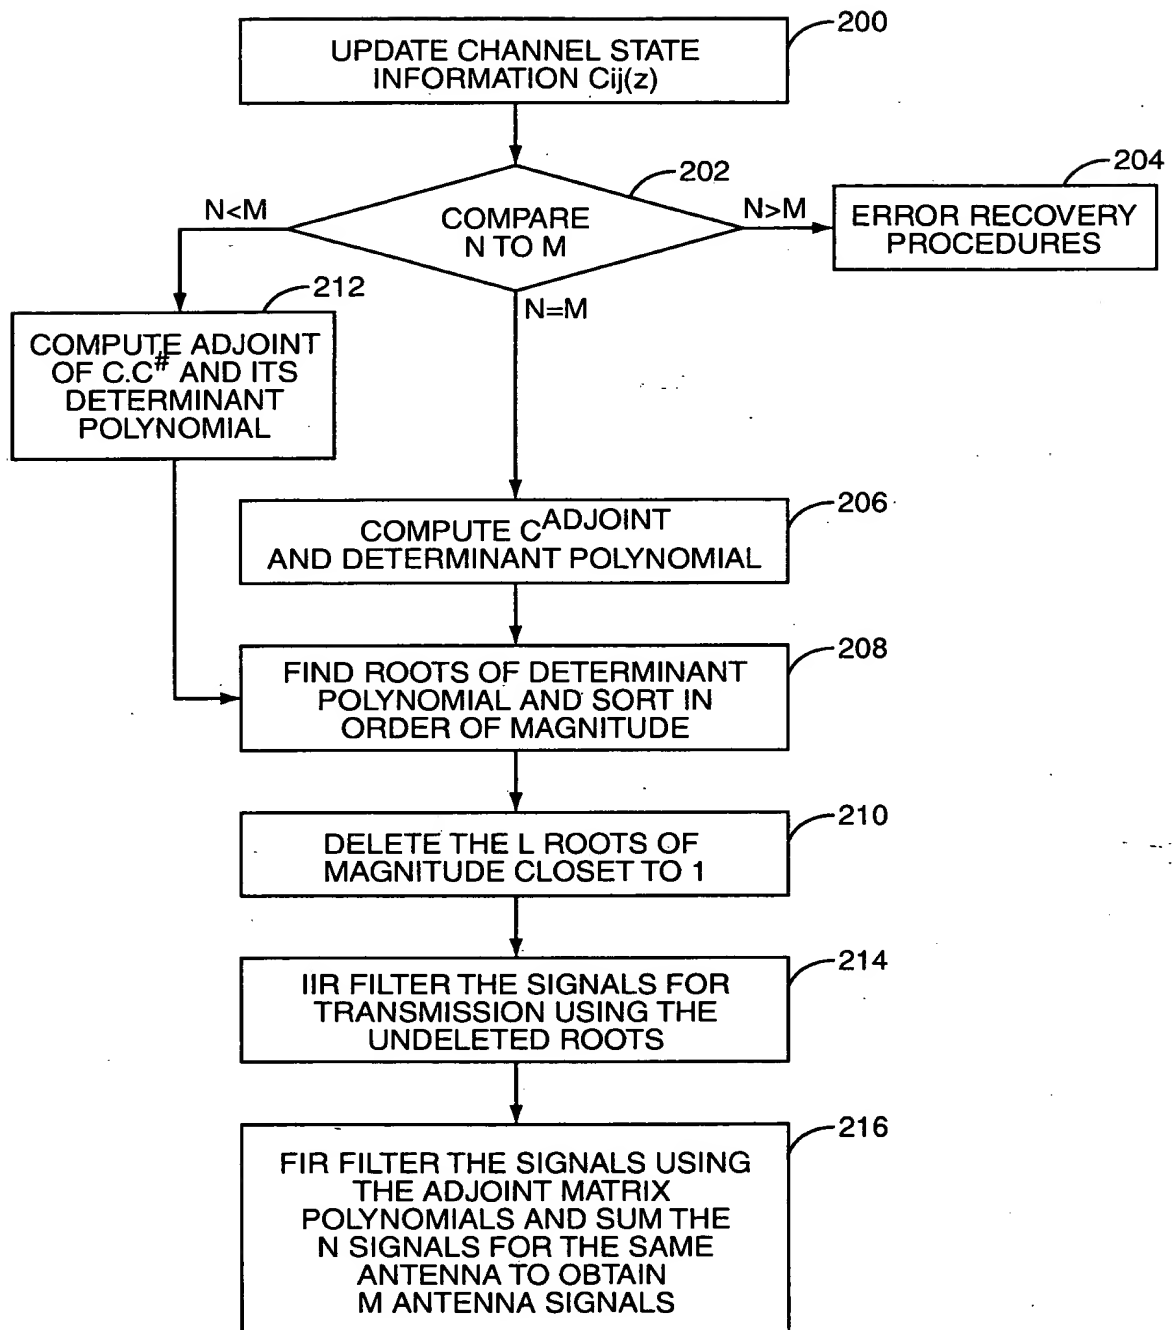 200
UPDATE CHANNEL STATE
INFORMATION Cij(z)
202
204
N<M
COMPARE
N TO M
N>M
ERROR RECOVERY
PROCEDURES
212
N=M
COMPUTE ADJOINT
OF C.C# AND ITS
DETERMINANT
POLYNOMIAL
206
COMPUTE CADJOINT
AND DETERMINANT POLYNOMIAL
208
FIND ROOTS OF DETERMINANT
POLYNOMIAL AND SORT IN
ORDER OF MAGNITUDE
210
DELETE THE L ROOTS OF
MAGNITUDE CLOSET TO 1
214
IIR FILTER THE SIGNALS FOR
TRANSMISSION USING THE
UNDELETED ROOTS
216
FIR FILTER THE SIGNALS USING
THE ADJOINT MATRIX
POLYNOMIALS AND SUM THE
N SIGNALS FOR THE SAME
ANTENNA TO OBTAIN
M ANTENNA SIGNALS